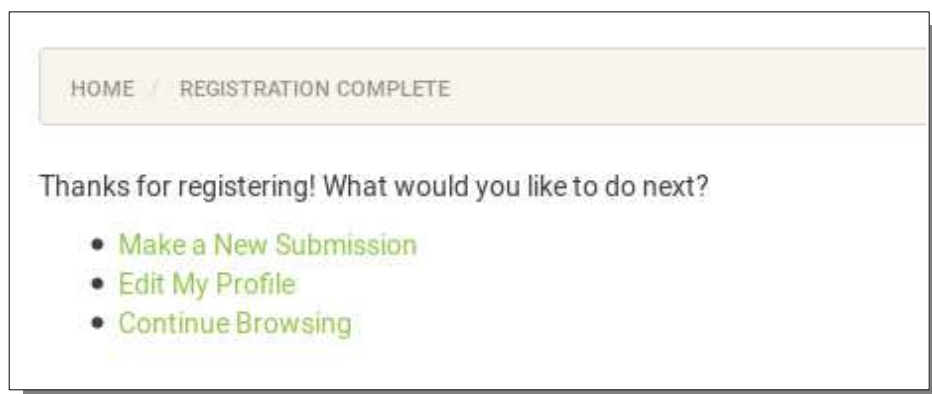 HOME / REGISTRATION COMPLETE
Thanks for registering! What would you like to do next?
• Make a New Submission
• Edit My Profile
• Continue Browsing